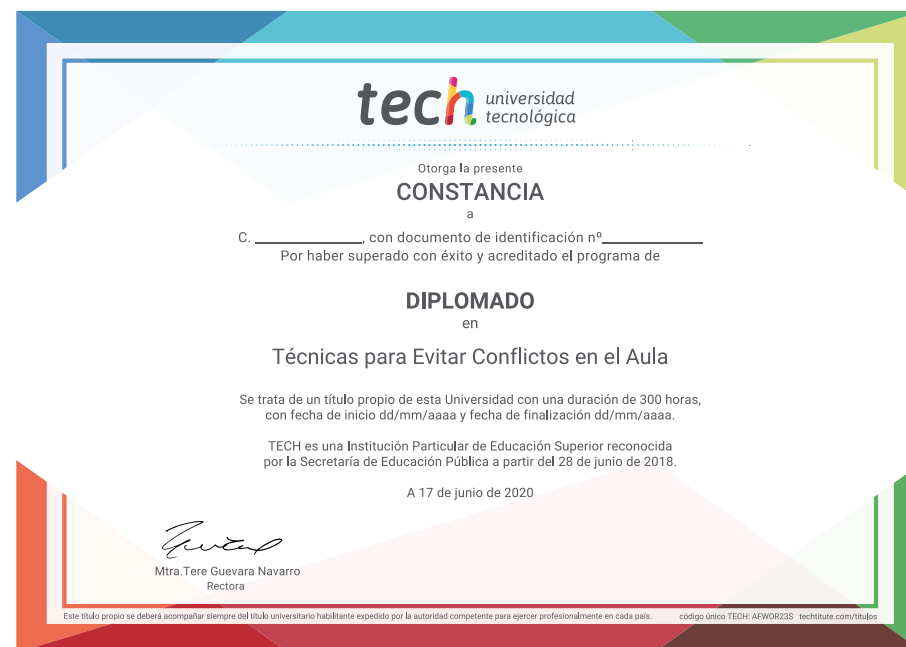 tech universidad
tecnológica
Otorga la presente
CONSTANCIA
a
C. ____________, con documento de identificación nº____________
Por haber superado con éxito y acreditado el programa de
DIPLOMADO
en
Técnicas para Evitar Conflictos en el Aula
Se trata de un título propio de esta Universidad con una duración de 300 horas,
con fecha de inicio dd/mm/aaaa y fecha de finalización dd/mm/aaaa.
TECH es una Institución Particular de Educación Superior reconocida
por la Secretaría de Educación Pública a partir del 28 de junio de 2018.
A 17 de junio de 2020
Mtra.Tere Guevara Navarro
Rectora
Este título propio se deberá acompañar siempre del título universitario habilitante expedido por la autoridad competente para ejercer profesionalmente en cada país. código único TECH: AFWOR23S techtitute.com/titulos